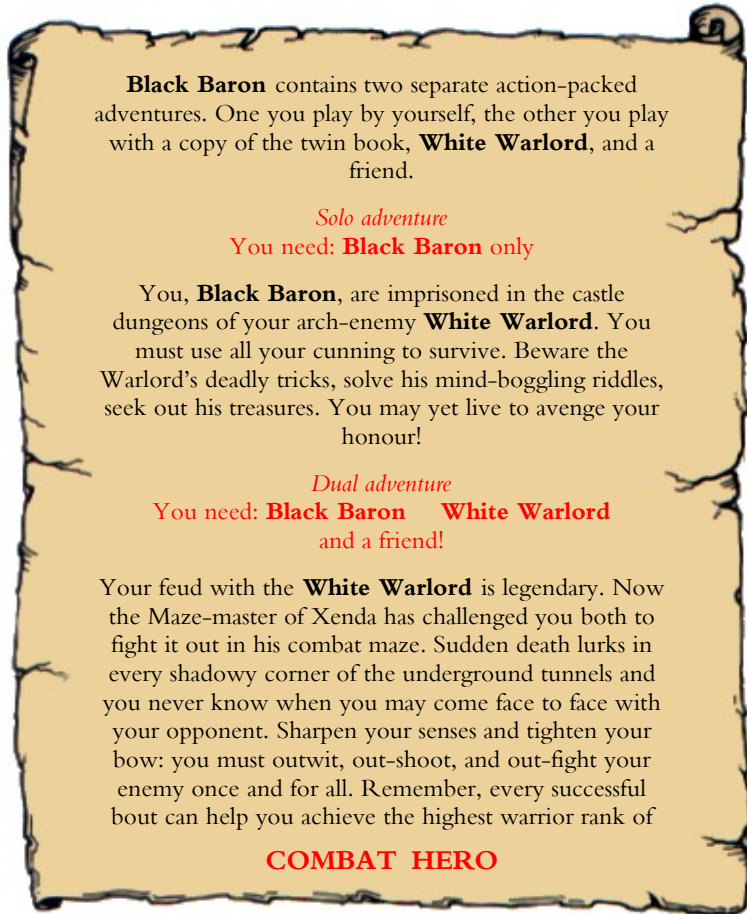 Black Baron contains two separate action-packed
adventures. One you play by yourself, the other you play
with a copy of the twin book, White Warlord, and a
friend.
Solo adventure
You need: Black Baron only
You, Black Baron, are imprisoned in the castle
dungeons of your arch-enemy White Warlord. You
must use all your cunning to survive. Beware the
Warlord's deadly tricks, solve his mind-boggling riddles,
seek out his treasures. You may yet live to avenge your
honour!
Dual adventure
You need: Black Baron White Warlord
and a friend!
Your feud with the White Warlord is legendary. Now
the Maze-master of Xenda has challenged you both to
fight it out in his combat maze. Sudden death lurks in
every shadowy corner of the underground tunnels and
you never know when you may come face to face with
your opponent. Sharpen your senses and tighten your
bow: you must outwit, out-shoot, and out-fight your
enemy once and for all. Remember, every successful
bout can help you achieve the highest warrior rank of
COMBAT HERO